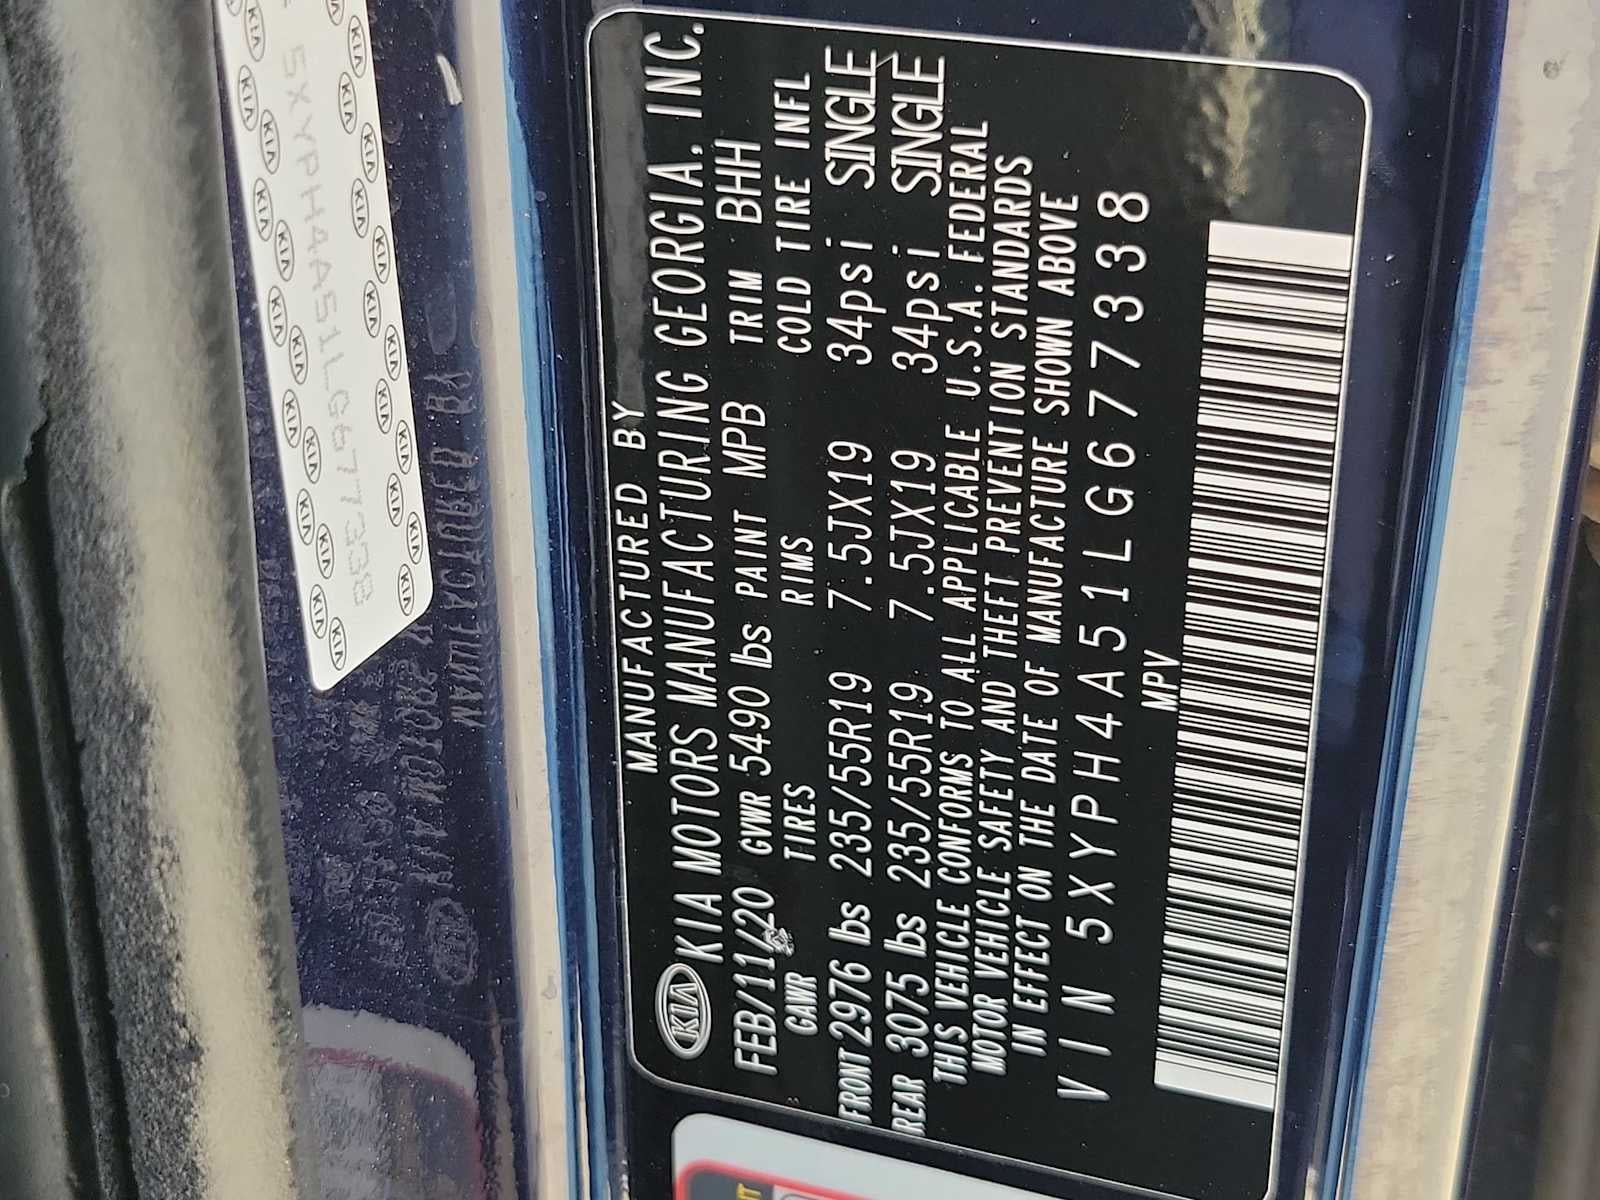 5XYPH4A51LG677338
MANUFACTURED BY
KIA KIA MOTORS MANUFACTURING GEORGIA. INC.
FEB/11/20 GVWR 5490 lbs PAINT MPB TRIM BHH
GAWR TIRES RIMS COLD TIRE INFL
FRONT 2976 lbs 235/55R19 7.5JX19 34psi SINGLE
REAR 3075 lbs 235/55R19 7.5JX19 34psi SINGLE
THIS VEHICLE CONFORMS TO ALL APPLICABLE U.S.A. FEDERAL
MOTOR VEHICLE SAFETY AND THEFT PREVENTION STANDARDS
IN EFFECT ON THE DATE OF MANUFACTURE SHOWN ABOVE
VIN 5XYPH4A51LG677338
MPV